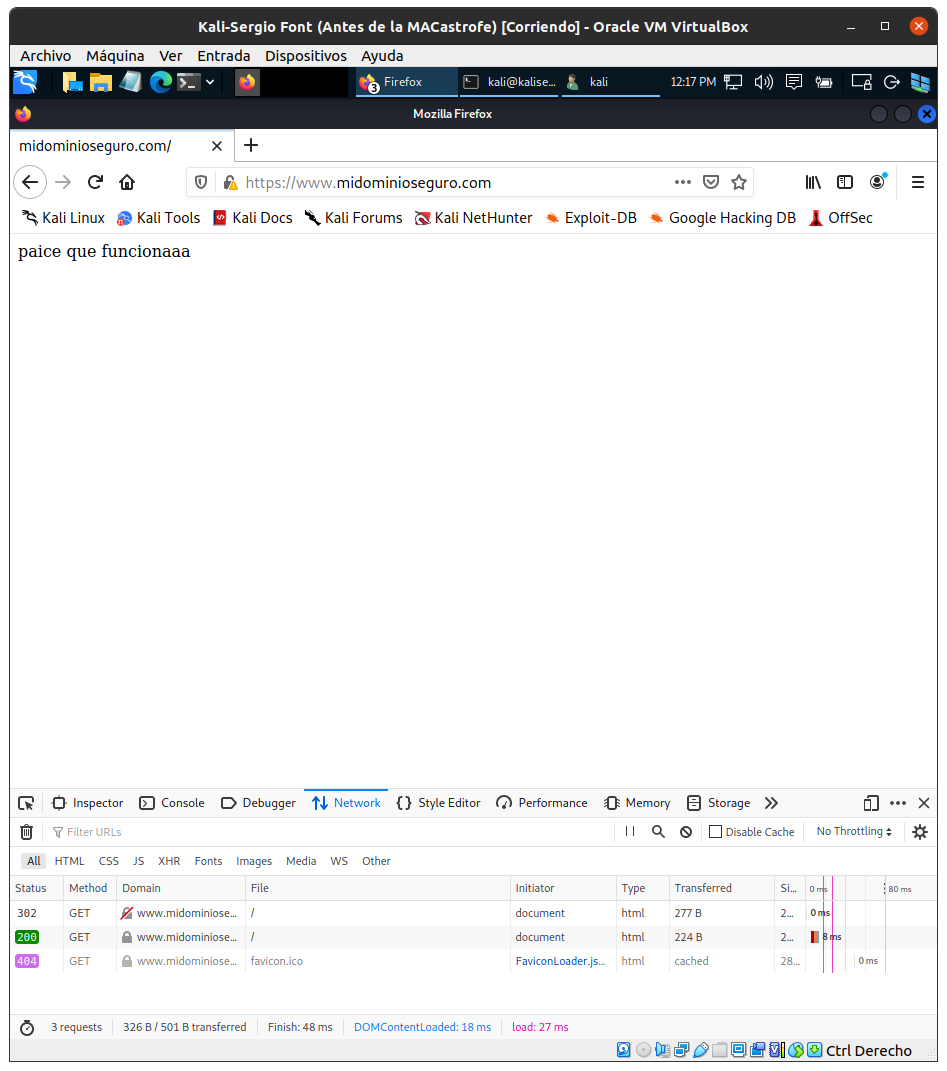 Kali-Sergio Font (Antes de la MACastrofe) [Corriendo] - Oracle VM VirtualBox
Archivo Máquina Ver Entrada Dispositivos Ayuda
3 Firefox kali@kalise... kali 12:17 PM
Mozilla Firefox
midominioseguro.com/
https://www.midominioseguro.com
Kali Linux Kali Tools Kali Docs Kali Forums Kali NetHunter Exploit-DB Google Hacking DB OffSec
paice que funcionaaa
Inspector Console Debugger Network Style Editor Performance Memory Storage
Filter URLs Disable Cache No Throttling
All HTML CSS JS XHR Fonts Images Media WS Other
Status Method Domain File Initiator Type Transferred Si... 0 ms 80 ms
302 GET www.midominiose... / document html 277 B 2... 0 ms
200 GET www.midominiose... / document html 224 B 2... 8 ms
404 GET www.midominiose... favicon.ico FaviconLoader.js... html cached 28... 0 ms
3 requests 326 B / 501 B transferred Finish: 48 ms DOMContentLoaded: 18 ms load: 27 ms
Ctrl Derecho